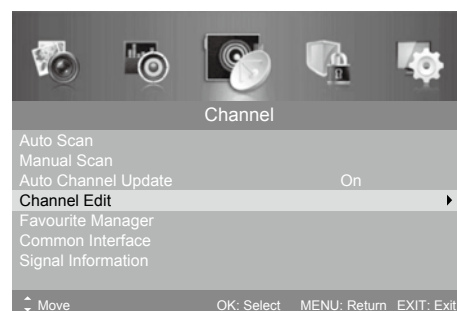 Channel
Auto Scan
Manual Scan
Auto Channel Update On
Channel Edit
Favourite Manager
Common Interface
Signal Information
Move OK: Select MENU: Return EXIT: Exit